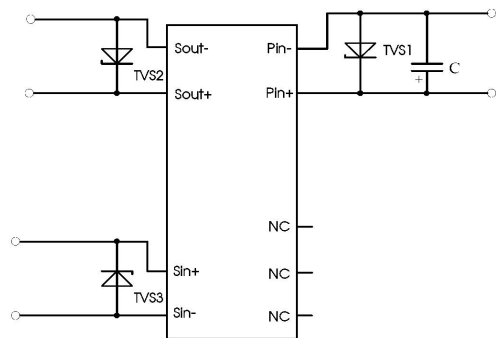 Sout-
Pin-
TVS1
TVS2
C
+
Sout+
Pin+
NC
Sin+
NC
TVS3
Sin-
NC